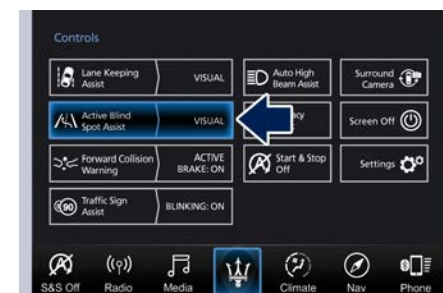 Controls
Lane Keeping
Assist
VISUAL
Auto High
Beam Assist
Surround
Camera
Active Blind
Spot Assist
VISUAL
Screen Off
Forward Collision
Warning
ACTIVE
BRAKE: ON
Start & Stop
Off
Settings
90
Traffic Sign
Assist
BLINKING: ON
S&S Off
Radio
Media
Climate
Nav
Phone